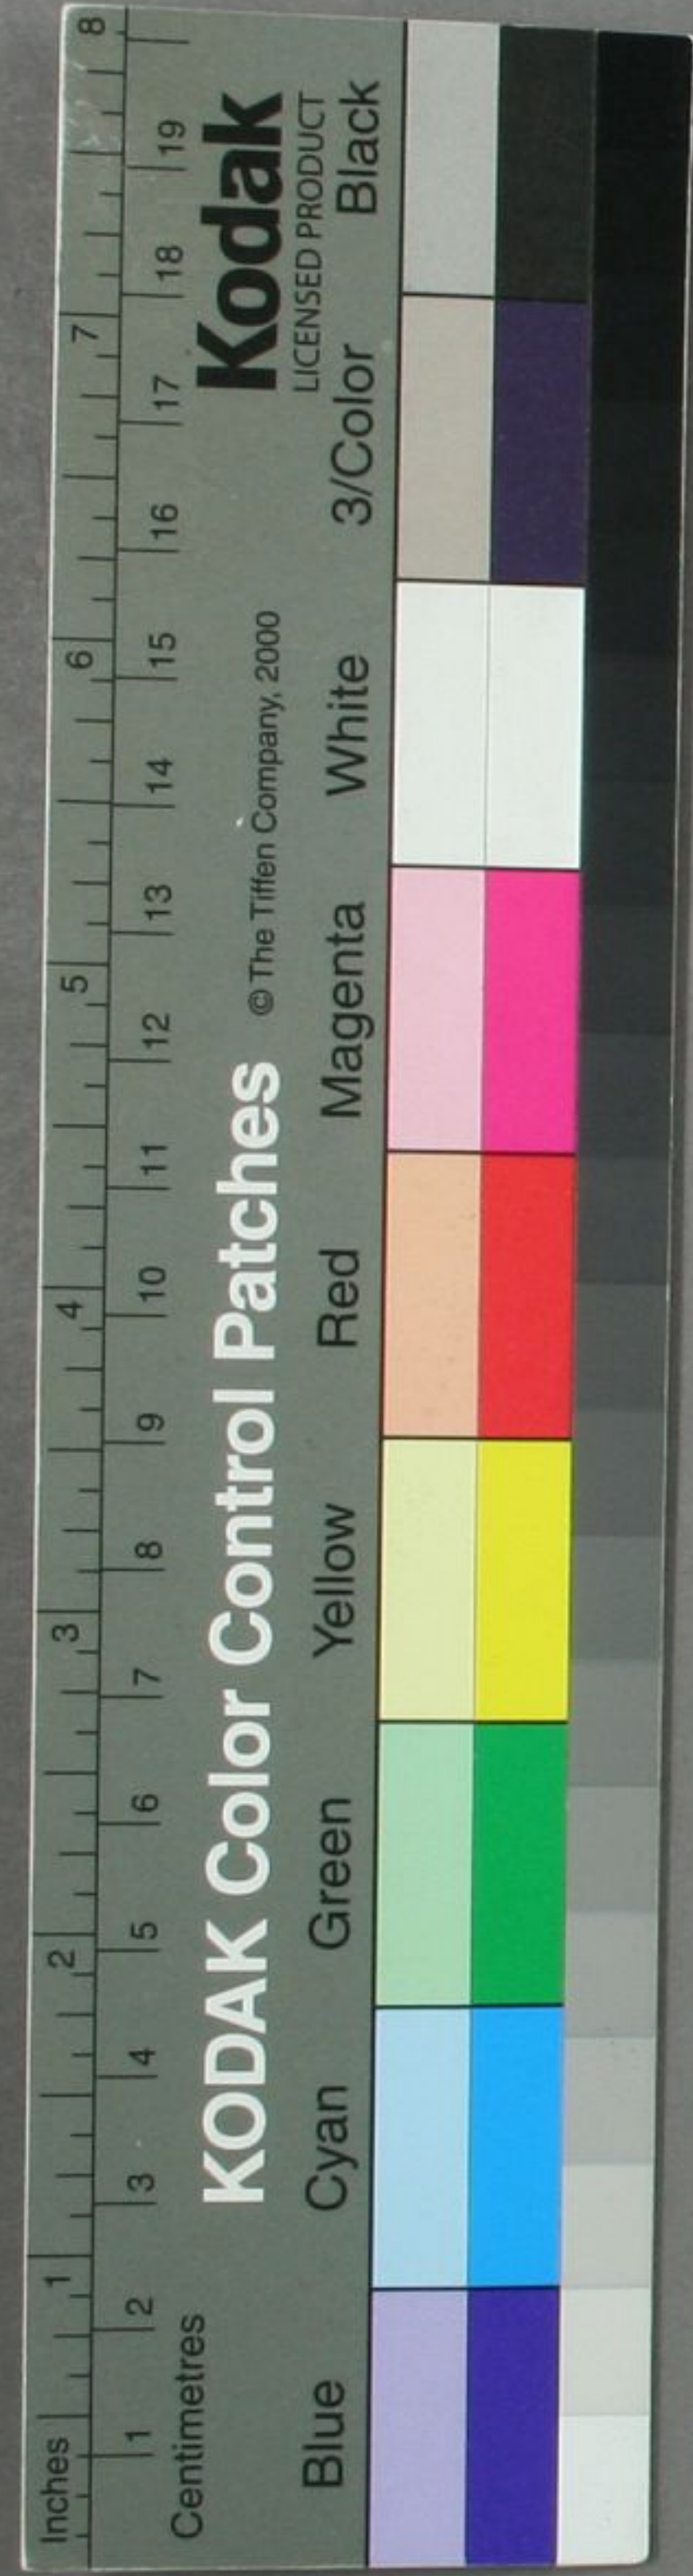 Inches 1 2 3 4 5 6 7 8
1 2 3 4 5 6 7 8 9 10 11 12 13 14 15 16 17 18 19
Centimetres
KODAK Color Control Patches © The Tiffen Company, 2000 Kodak
LICENSED PRODUCT
Blue Cyan Green Yellow Red Magenta White 3/Color Black